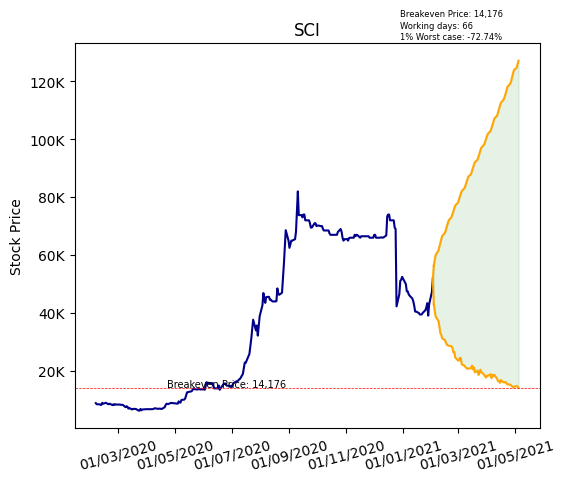 Breakeven Price: 14,176
Working days: 66
1% Worst case: -72.74%
SCI
Stock Price
120K
100K
80K
60K
40K
20K
Breakeven Price: 14,176
01/03/2020
01/05/2020
01/07/2020
01/09/2020
01/11/2020
01/01/2021
01/03/2021
01/05/2021